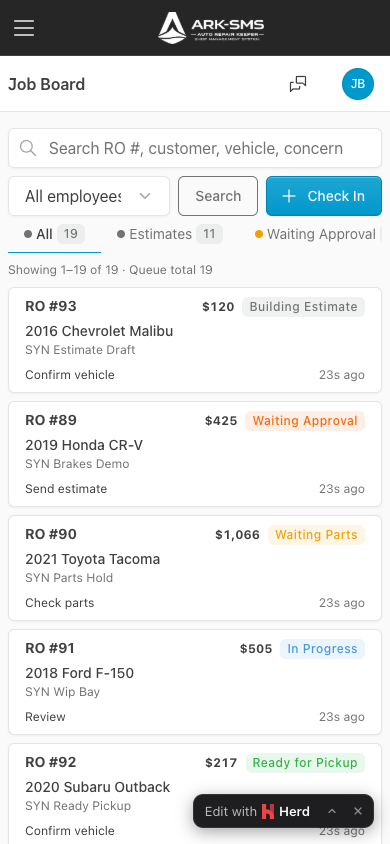 ARK-SMS
AUTO REPAIR KEEPER
Job Board
JB
Search RO #, customer, vehicle, concern
All employees
Search
Check In
All 19
Estimates 11
Waiting Approval
Showing 1–19 of 19 · Queue total 19
RO #93 $120 Building Estimate
2016 Chevrolet Malibu
SYN Estimate Draft
Confirm vehicle 23s ago
RO #89 $425 Waiting Approval
2019 Honda CR-V
SYN Brakes Demo
Send estimate 23s ago
RO #90 $1,066 Waiting Parts
2021 Toyota Tacoma
SYN Parts Hold
Check parts 23s ago
RO #91 $505 In Progress
2018 Ford F-150
SYN Wip Bay
Review 23s ago
RO #92 $217 Ready for Pickup
2020 Subaru Outback
SYN Ready Pickup
Edit with Herd
Confirm vehicle 23s ago